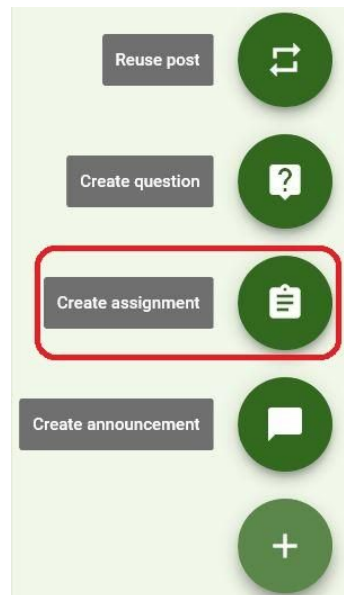 Reuse post
Create question
Create assignment
Create announcement